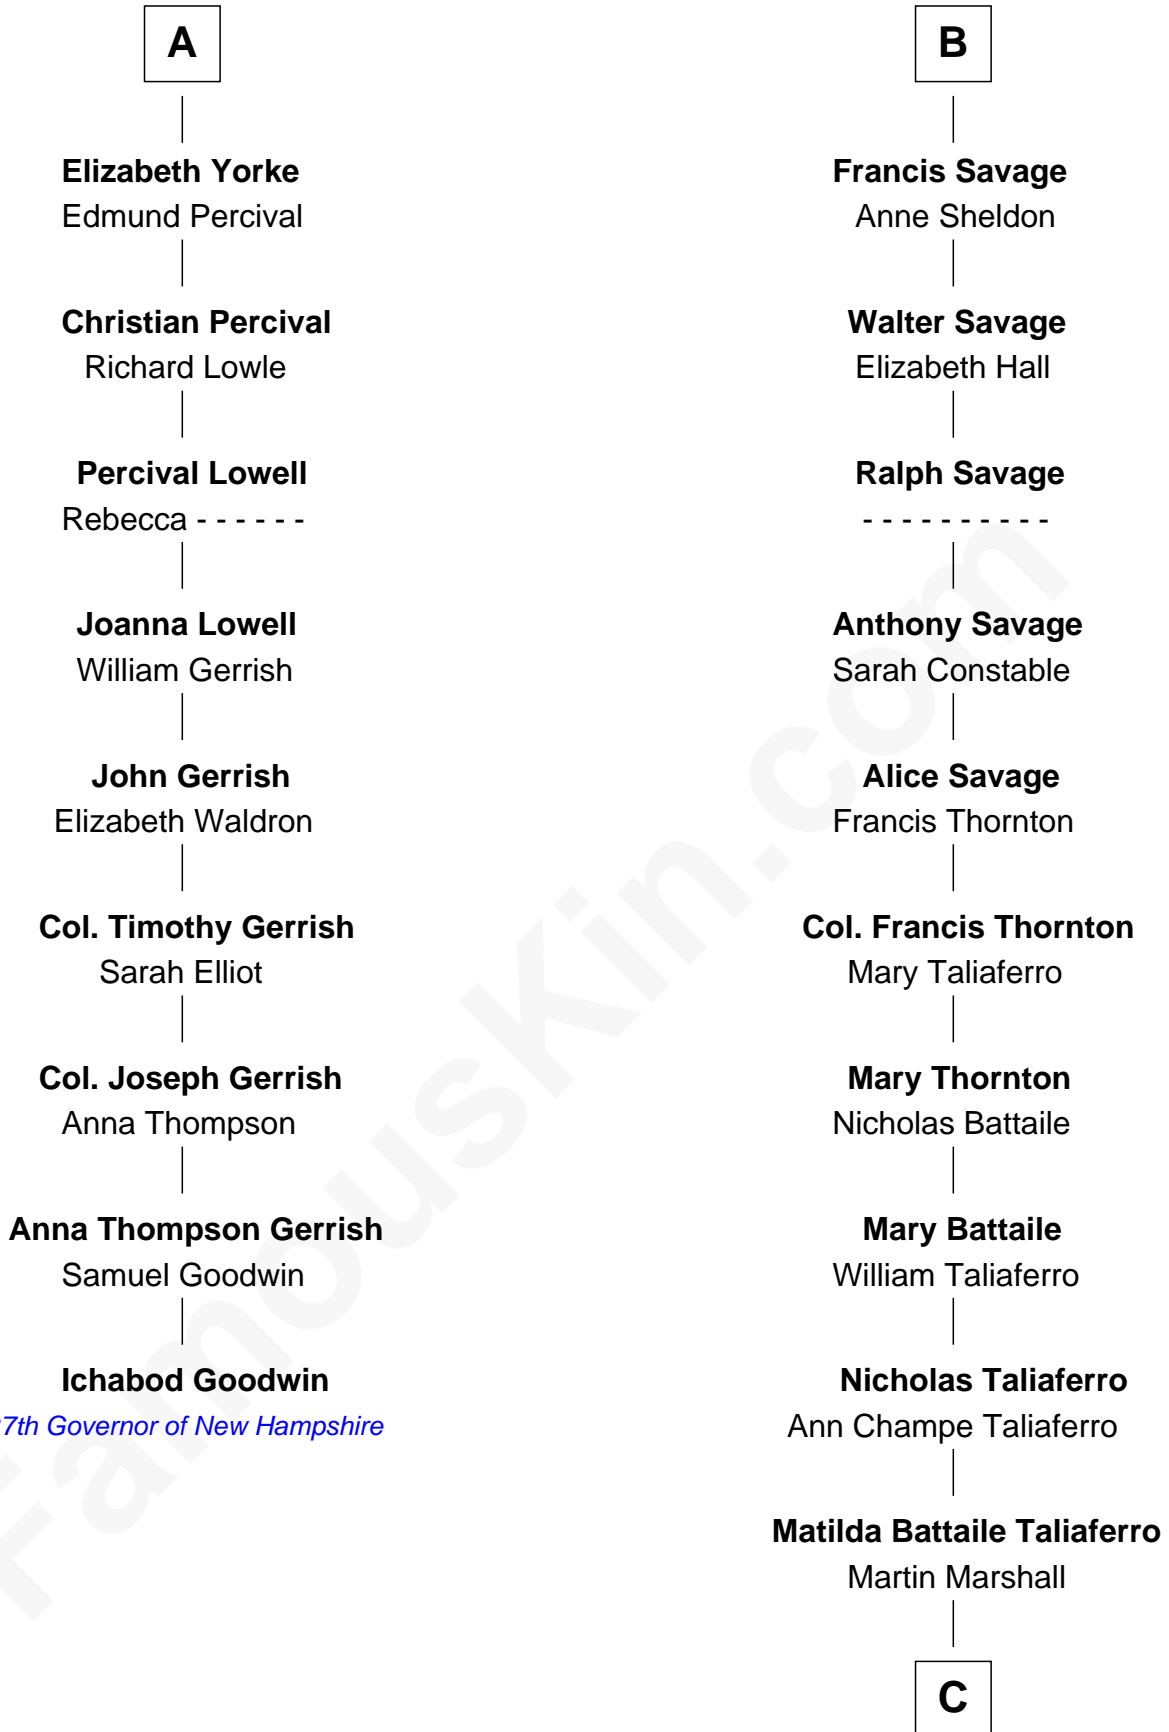 A
Elizabeth Yorke
Edmund Percival
Christian Percival
Richard Lowle
Percival Lowell
Rebecca - - - - - -
Joanna Lowell
William Gerrish
John Gerrish
Elizabeth Waldron
Col. Timothy Gerrish
Sarah Elliot
Col. Joseph Gerrish
Anna Thompson
Anna Thompson Gerrish
Samuel Goodwin
Ichabod Goodwin
7th Governor of New Hampshire
B
Francis Savage
Anne Sheldon
Walter Savage
Elizabeth Hall
Ralph Savage
- - - - - - - - - -
Anthony Savage
Sarah Constable
Alice Savage
Francis Thornton
Col. Francis Thornton
Mary Taliaferro
Mary Thornton
Nicholas Battaile
Mary Battaile
William Taliaferro
Nicholas Taliaferro
Ann Champe Taliaferro
Matilda Battaile Taliaferro
Martin Marshall
C
FamousKin.com